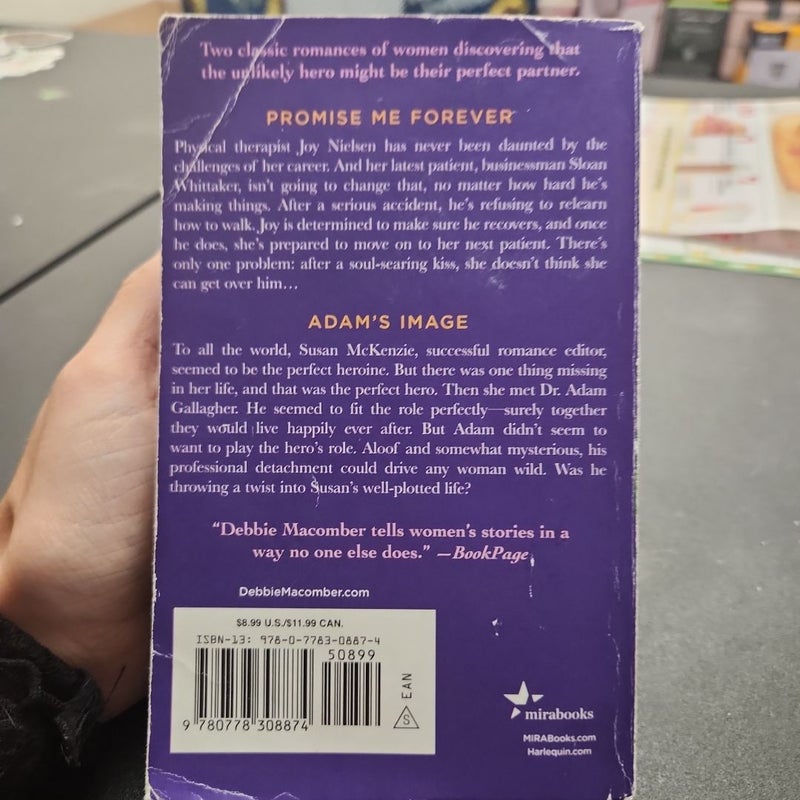 Two classic romances of women discovering that
the unlikely hero might be their perfect partner.
PROMISE ME FOREVER
Physical therapist Joy Nielsen has never been daunted by the
challenges of her career. And her latest patient, businessman Sloan
Whittaker, isn't going to change that, no matter how hard he's
making things. After a serious accident, he's refusing to relearn
how to walk. Joy is determined to make sure he recovers, and once
he does, she's prepared to move on to her next patient. There's
only one problem: after a soul-searing kiss, she doesn't think she
can get over him…
ADAM'S IMAGE
To all the world, Susan McKenzie, successful romance editor,
seemed to be the perfect heroine. But there was one thing missing
in her life, and that was the perfect hero. Then she met Dr. Adam
Gallagher. He seemed to fit the role perfectly—surely together
they would live happily ever after. But Adam didn't seem to
want to play the hero's role. Aloof and somewhat mysterious, his
professional detachment could drive any woman wild. Was he
throwing a twist into Susan's well-plotted life?
"Debbie Macomber tells women's stories in a
way no one else does." —BookPage
DebbieMacomber.com
$8.99 U.S./$11.99 CAN.
ISBN-13: 978-0-7783-0887-4
50899
EAN
S
9 780778 308874
mirabooks
MIRABooks.com
Harlequin.com